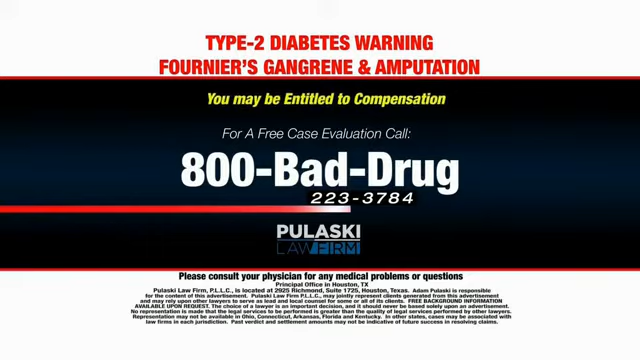 TYPE-2 DIABETES WARNING
FOURNIER'S GANGRENE & AMPUTATION
You may be Entitled to Compensation
For A Free Case Evaluation Call:
800-Bad-Drug
223-3784
PULASKI
LAWFIRM
Please consult your physician for any medical problems or questions
Principal Office in Houston, TX
Pulaski Law Firm, P.L.L.C., is located at 2925 Richmond, Suite 1725, Houston, Texas. Adam Pulaski is responsible
for the content of this advertisement. Pulaski Law Firm P.L.L.C., may jointly represent clients generated from this advertisement
and may rely upon other lawyers to serve as lead and local counsel for some or all of its clients. FREE BACKGROUND INFORMATION
AVAILABLE UPON REQUEST. The choice of a lawyer is an important decision, and it should never be based solely upon an advertisement.
No representation is made that the legal services to be performed is greater than the quality of legal services performed by other lawyers.
Representation may not be available in Ohio, Connecticut, Arkansas, Florida and Kentucky. In other states, cases may be associated with
law firms in each jurisdiction. Past verdict and settlement amounts may not be indicative of future success in resolving claims.